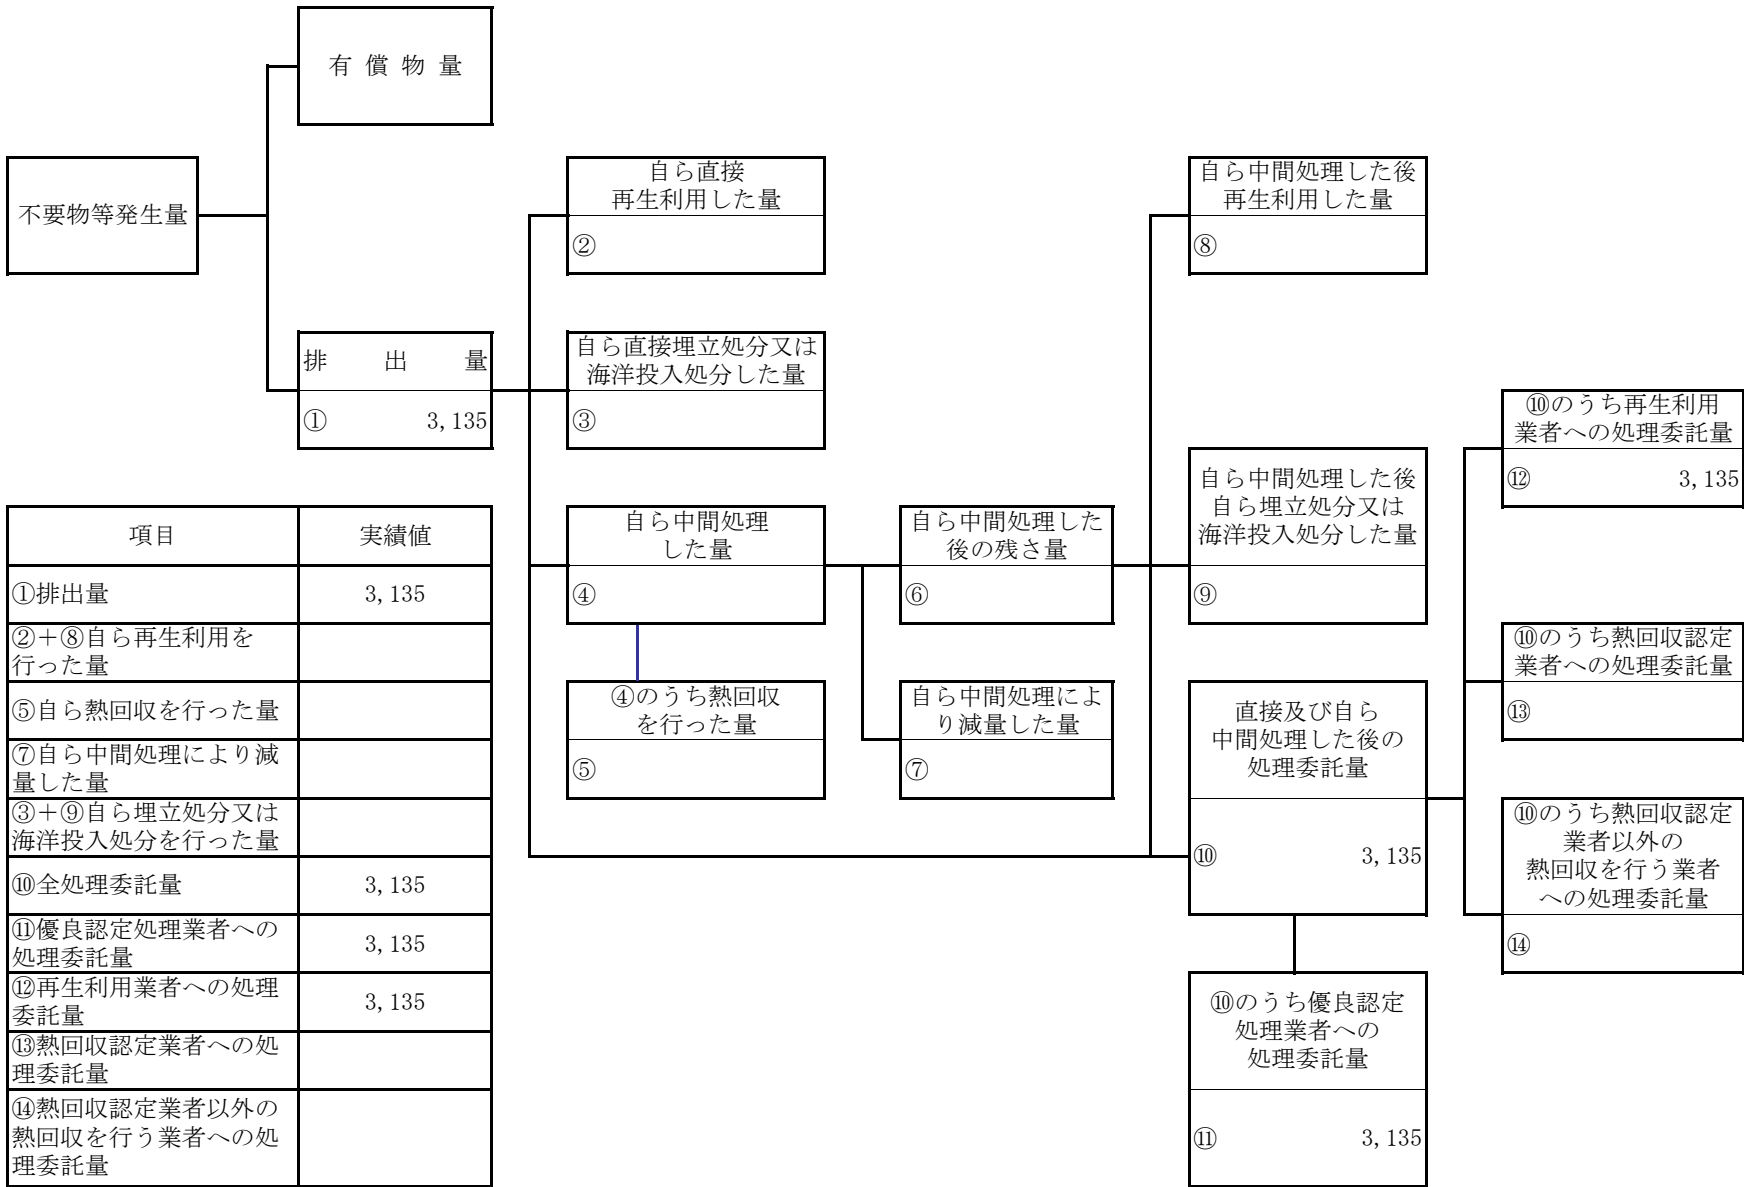 有償物量
不要物等発生量
自ら直接
再生利用した量
②
自ら中間処理した後
再生利用した量
⑧
排出量
① 3,135
自ら直接埋立処分又は
海洋投入処分した量
③
⑩のうち再生利用
業者への処理委託量
⑫ 3,135
自ら中間処理した後
自ら埋立処分又は
海洋投入処分した量
⑨
自ら中間処理
した量
④
自ら中間処理した
後の残さ量
⑥
⑩のうち熱回収認定
業者への処理委託量
⑬
④のうち熱回収
を行った量
⑤
自ら中間処理によ
り減量した量
⑦
直接及び自ら
中間処理した後の
処理委託量
⑩ 3,135
⑩のうち熱回収認定
業者以外の
熱回収を行う業者
への処理委託量
⑭
⑩のうち優良認定
処理業者への
処理委託量
⑪ 3,135
項目 実績値
①排出量 3,135
②＋⑧自ら再生利用を
行った量
⑤自ら熱回収を行った量
⑦自ら中間処理により減
量した量
③＋⑨自ら埋立処分又は
海洋投入処分を行った量
⑩全処理委託量 3,135
⑪優良認定処理業者への
処理委託量 3,135
⑫再生利用業者への処理
委託量 3,135
⑬熱回収認定業者への処
理委託量
⑭熱回収認定業者以外の
熱回収を行う業者への処
理委託量